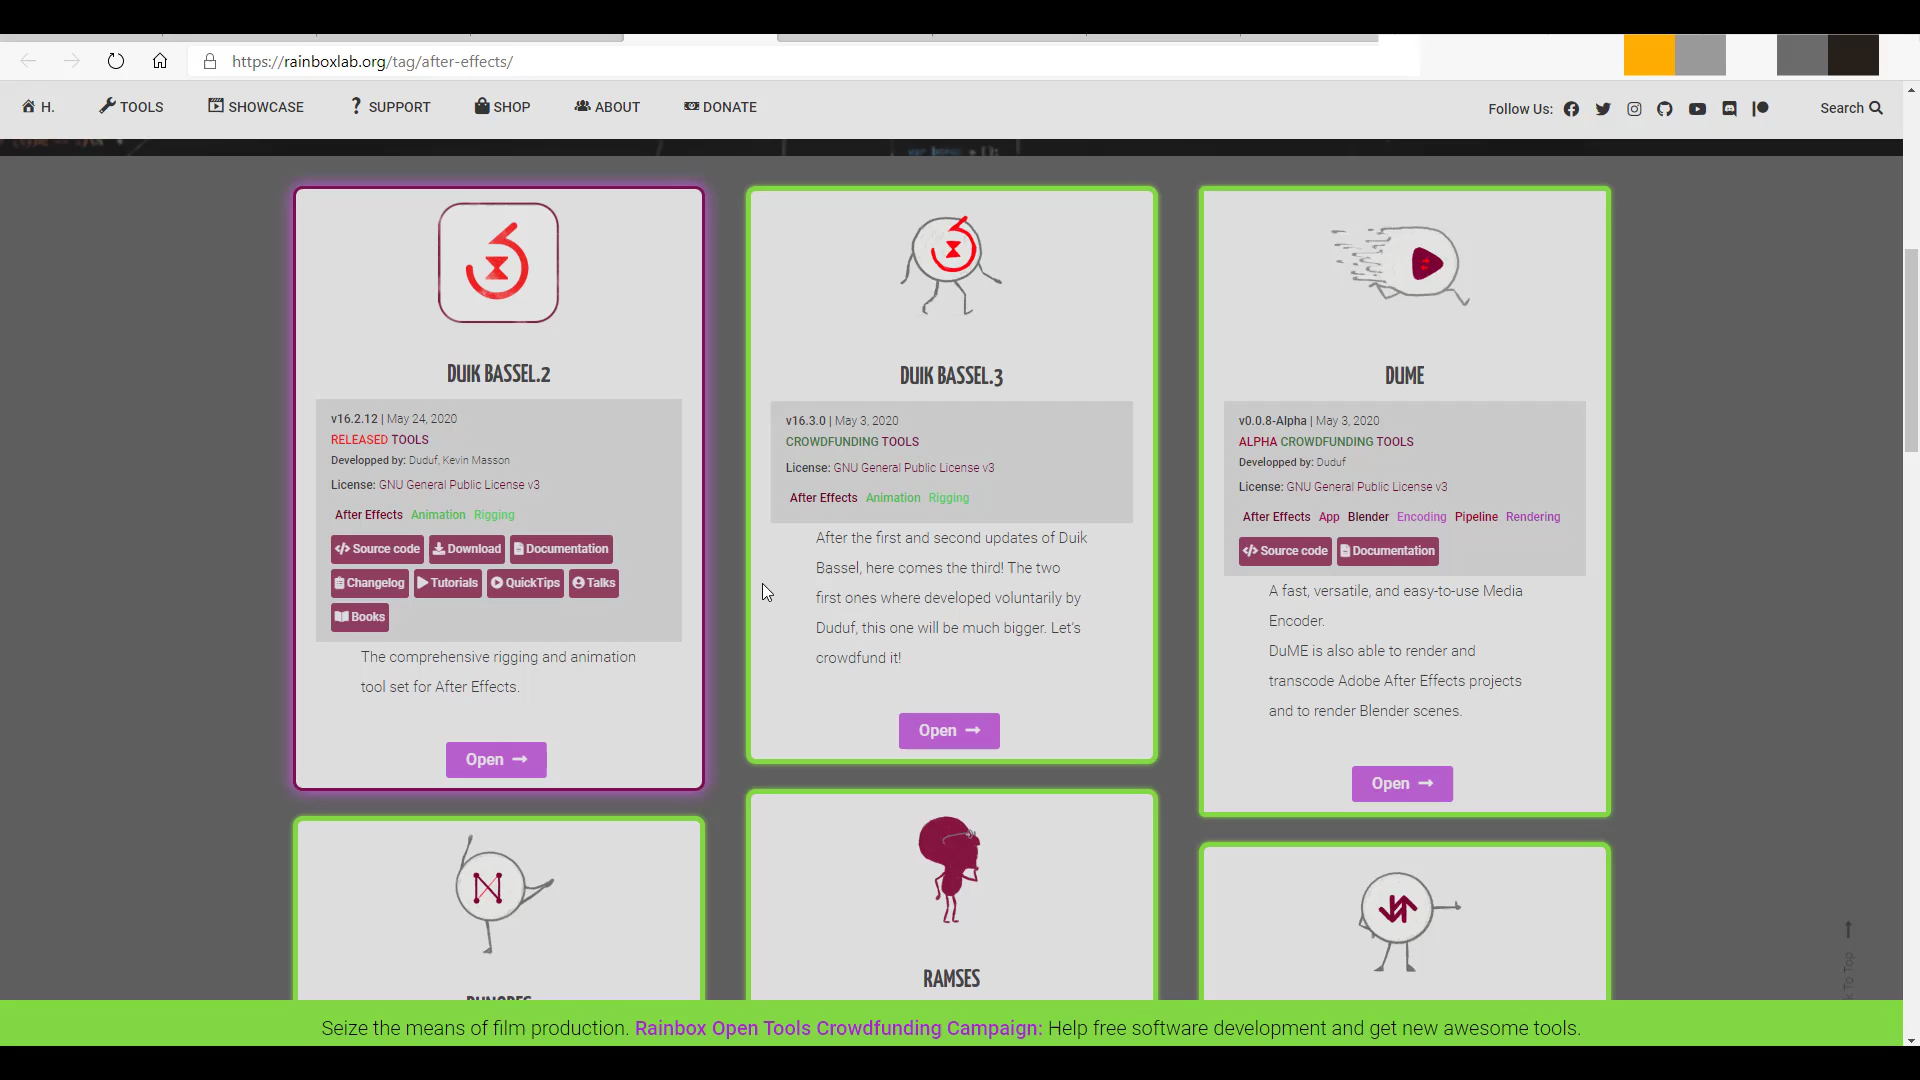 https://rainboxlab.org/tag/after-effects/
H. TOOLS SHOWCASE SUPPORT SHOP ABOUT DONATE
Follow Us:
Search
DUIK BASSEL.2
v16.2.12 | May 24, 2020
RELEASED TOOLS
Developped by: Duduf, Kevin Masson
License: GNU General Public License v3
After Effects Animation Rigging
Source code Download Documentation
Changelog Tutorials QuickTips Talks
Books
The comprehensive rigging and animation
tool set for After Effects.
Open
DUIK BASSEL.3
v16.3.0 | May 3, 2020
CROWDFUNDING TOOLS
License: GNU General Public License v3
After Effects Animation Rigging
After the first and second updates of Duik
Bassel, here comes the third! The two
first ones where developed voluntarily by
Duduf, this one will be much bigger. Let's
crowdfund it!
Open
DUME
v0.0.8-Alpha | May 3, 2020
ALPHA CROWDFUNDING TOOLS
Developped by: Duduf
License: GNU General Public License v3
After Effects App Blender Encoding Pipeline Rendering
Source code Documentation
A fast, versatile, and easy-to-use Media
Encoder.
DuME is also able to render and
transcode Adobe After Effects projects
and to render Blender scenes.
Open
RAMSES
To Top
Seize the means of film production. Rainbox Open Tools Crowdfunding Campaign: Help free software development and get new awesome tools.